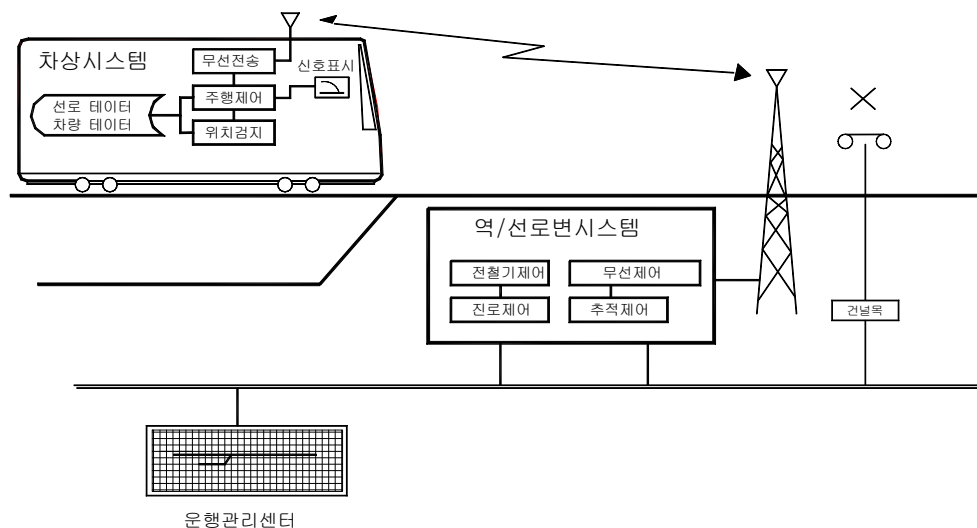 차상시스템
무선전송
신호표시
주행제어
선로 테이터
차량 테이터
위치검지
역/선로변시스템
전철기제어
무선제어
진로제어
추적제어
건널목
운행관리센터